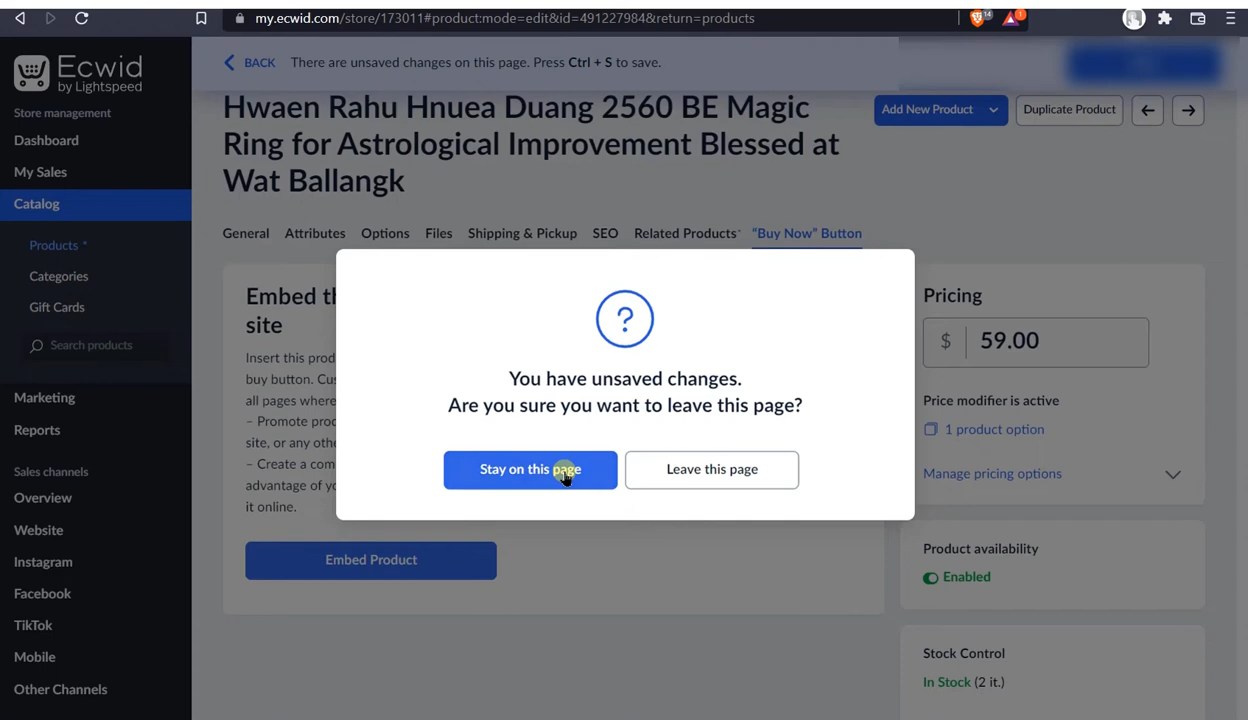 my.ecwid.com/store/173011#product:mode=edit&id=491227984&return=products
14
1
Ecwid
by Lightspeed
Store management
Dashboard
My Sales
Catalog
Products *
Categories
Gift Cards
Search products
Marketing
Reports
Sales channels
Overview
Website
Instagram
Facebook
TikTok
Mobile
Other Channels
BACK
There are unsaved changes on this page. Press Ctrl + S to save.
Hwaen Rahu Hnuea Duang 2560 BE Magic
Ring for Astrological Improvement Blessed at
Wat Ballangk
Add New Product
Duplicate Product
General
Attributes
Options
Files
Shipping & Pickup
SEO
Related Products*
“Buy Now” Button
Embed th
site
Insert this prod
buy button. Cus
all pages where
– Promote prod
site, or any othe
– Create a com
advantage of yo
it online.
Embed Product
?
You have unsaved changes.
Are you sure you want to leave this page?
Stay on this page
Leave this page
Pricing
$ 59.00
Price modifier is active
1 product option
Manage pricing options
Product availability
Enabled
Stock Control
In Stock (2 it.)